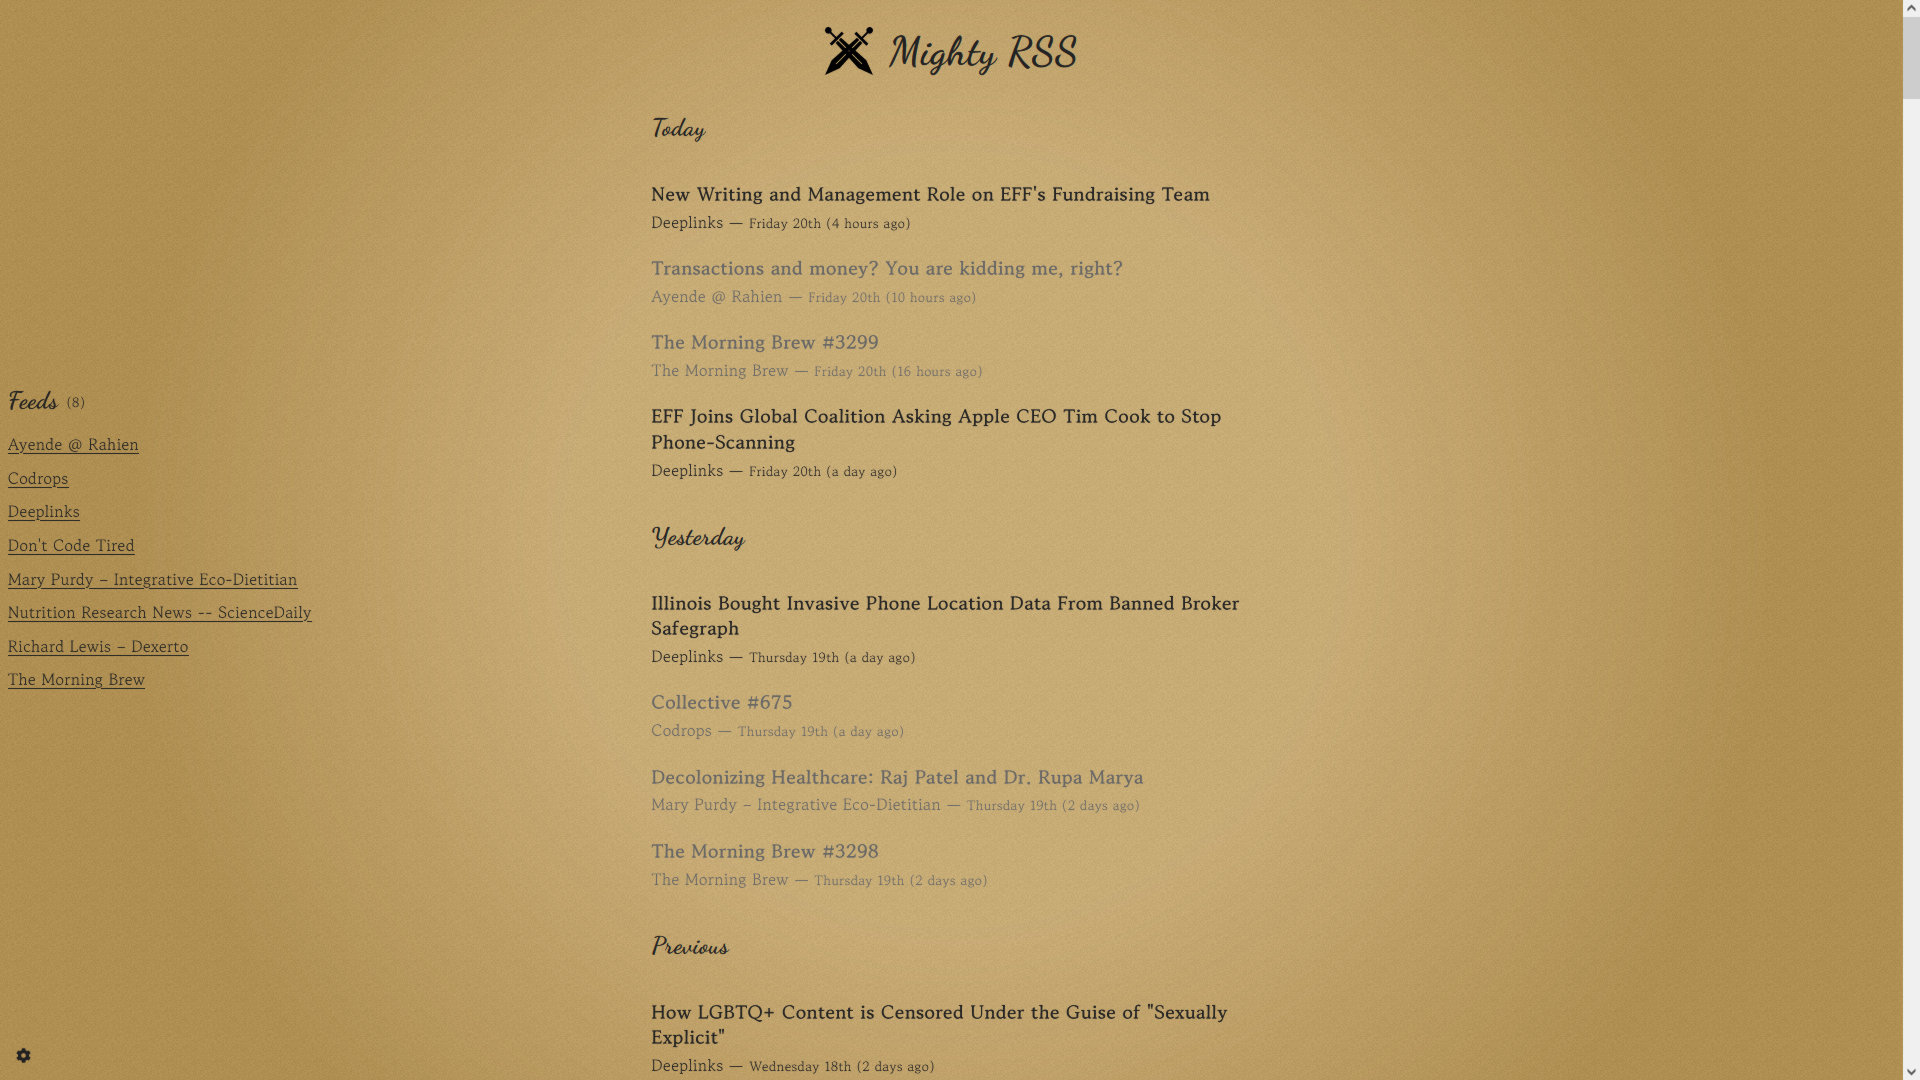 Mighty RSS
Today
New Writing and Management Role on EFF's Fundraising Team
Deeplinks — Friday 20th (4 hours ago)
Transactions and money? You are kidding me, right?
Ayende @ Rahien — Friday 20th (10 hours ago)
The Morning Brew #3299
The Morning Brew — Friday 20th (16 hours ago)
EFF Joins Global Coalition Asking Apple CEO Tim Cook to Stop
Phone-Scanning
Deeplinks — Friday 20th (a day ago)
Yesterday
Illinois Bought Invasive Phone Location Data From Banned Broker
Safegraph
Deeplinks — Thursday 19th (a day ago)
Collective #675
Codrops — Thursday 19th (a day ago)
Decolonizing Healthcare: Raj Patel and Dr. Rupa Marya
Mary Purdy – Integrative Eco-Dietitian — Thursday 19th (2 days ago)
The Morning Brew #3298
The Morning Brew — Thursday 19th (2 days ago)
Previous
How LGBTQ+ Content is Censored Under the Guise of "Sexually
Explicit"
Deeplinks — Wednesday 18th (2 days ago)
Feeds (8)
Ayende @ Rahien
Codrops
Deeplinks
Don't Code Tired
Mary Purdy – Integrative Eco-Dietitian
Nutrition Research News -- ScienceDaily
Richard Lewis – Dexerto
The Morning Brew